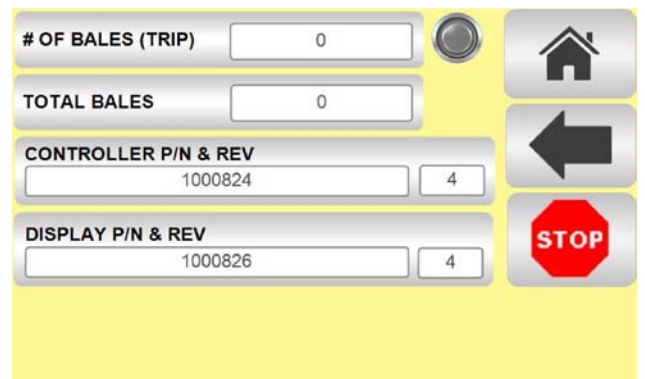 # OF BALES (TRIP) 0
TOTAL BALES 0
CONTROLLER P/N & REV
1000824 4
DISPLAY P/N & REV
1000826 4
STOP